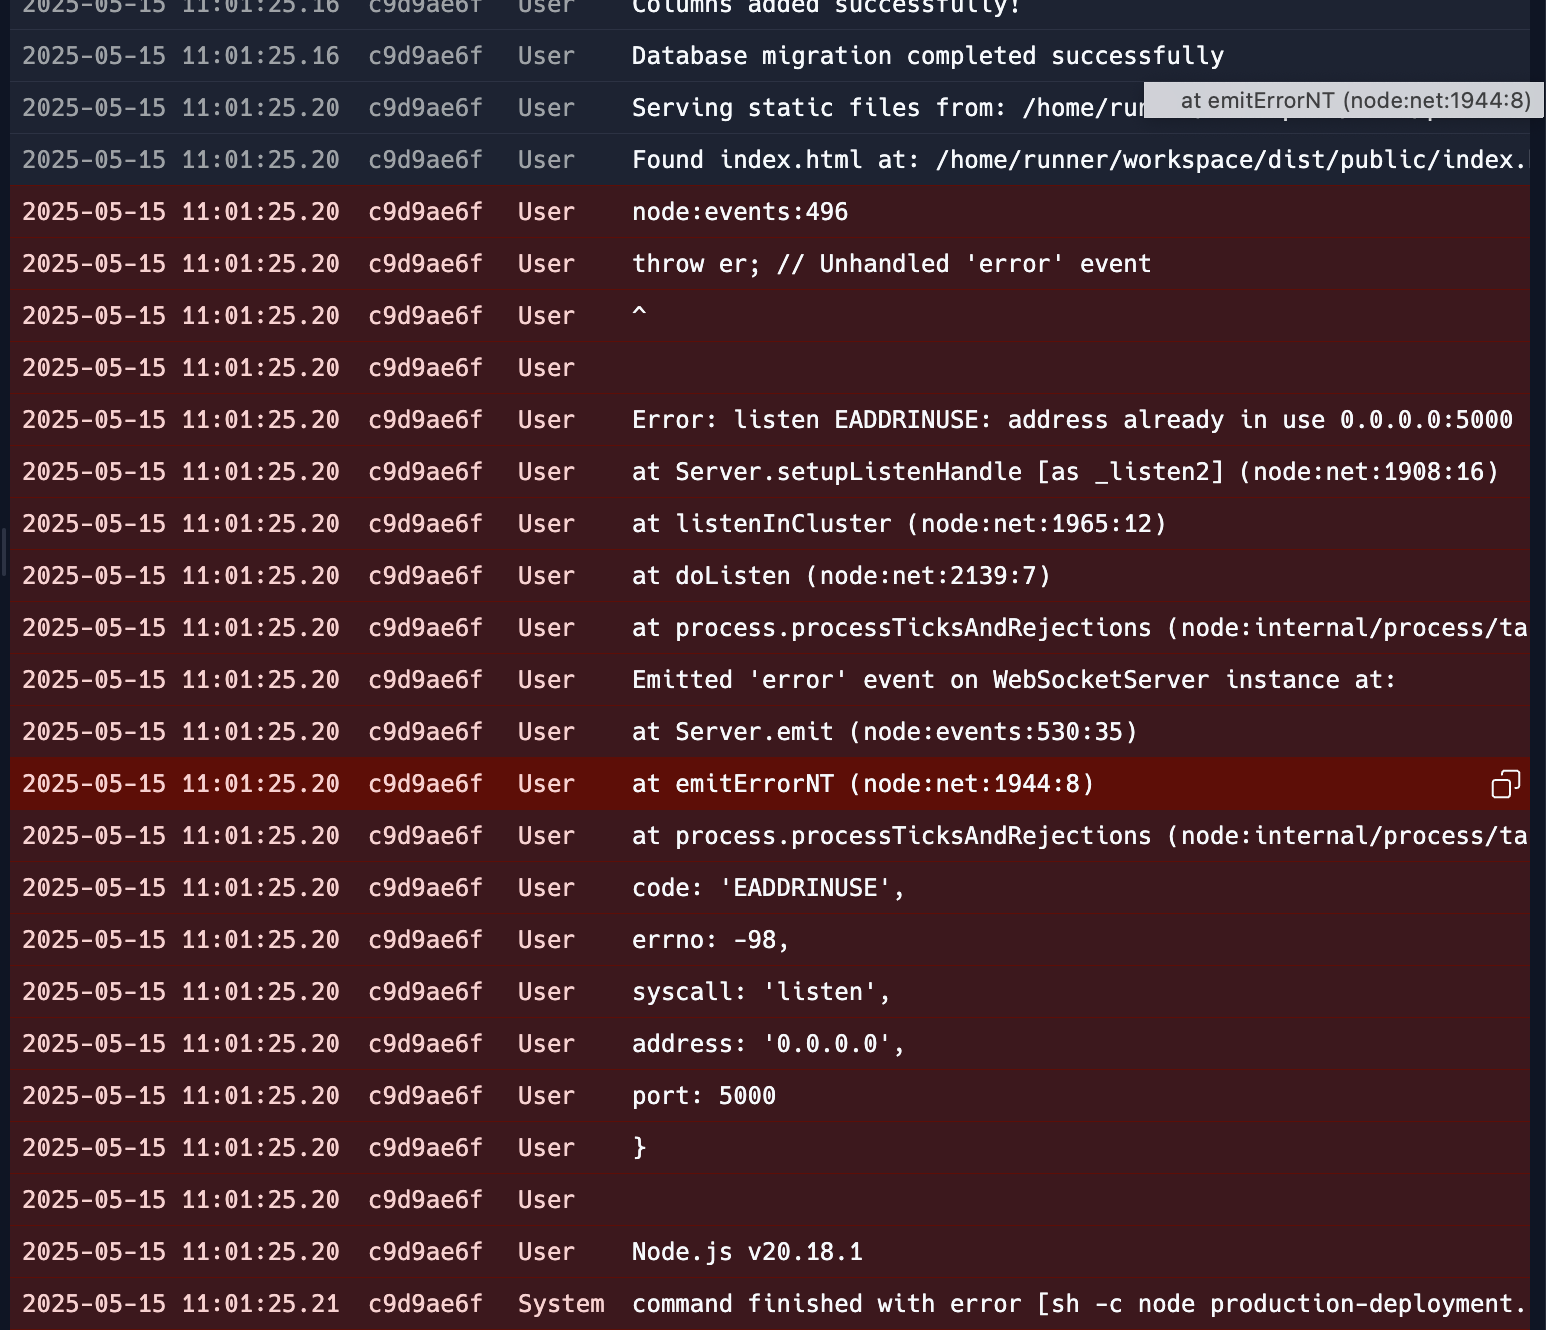 2025-05-15 11:01:25.16 c9d9ae6f User Columns added successfully!
2025-05-15 11:01:25.16 c9d9ae6f User Database migration completed successfully
at emitErrorNT (node:net:1944:8)
2025-05-15 11:01:25.20 c9d9ae6f User Serving static files from: /home/
2025-05-15 11:01:25.20 c9d9ae6f User Found index.html at: /home/runner/workspace/dist/public/index.
2025-05-15 11:01:25.20 c9d9ae6f User node:events:496
2025-05-15 11:01:25.20 c9d9ae6f User throw er; // Unhandled 'error' event
2025-05-15 11:01:25.20 c9d9ae6f User ^
2025-05-15 11:01:25.20 c9d9ae6f User
2025-05-15 11:01:25.20 c9d9ae6f User Error: listen EADDRINUSE: address already in use 0.0.0.0:5000
2025-05-15 11:01:25.20 c9d9ae6f User at Server.setupListenHandle [as _listen2] (node:net:1908:16)
2025-05-15 11:01:25.20 c9d9ae6f User at listenInCluster (node:net:1965:12)
2025-05-15 11:01:25.20 c9d9ae6f User at doListen (node:net:2139:7)
2025-05-15 11:01:25.20 c9d9ae6f User at process.processTicksAndRejections (node:internal/process/ta
2025-05-15 11:01:25.20 c9d9ae6f User Emitted 'error' event on WebSocketServer instance at:
2025-05-15 11:01:25.20 c9d9ae6f User at Server.emit (node:events:530:35)
2025-05-15 11:01:25.20 c9d9ae6f User at emitErrorNT (node:net:1944:8)
2025-05-15 11:01:25.20 c9d9ae6f User at process.processTicksAndRejections (node:internal/process/ta
2025-05-15 11:01:25.20 c9d9ae6f User code: 'EADDRINUSE',
2025-05-15 11:01:25.20 c9d9ae6f User errno: -98,
2025-05-15 11:01:25.20 c9d9ae6f User syscall: 'listen',
2025-05-15 11:01:25.20 c9d9ae6f User address: '0.0.0.0',
2025-05-15 11:01:25.20 c9d9ae6f User port: 5000
2025-05-15 11:01:25.20 c9d9ae6f User }
2025-05-15 11:01:25.20 c9d9ae6f User
2025-05-15 11:01:25.20 c9d9ae6f User Node.js v20.18.1
2025-05-15 11:01:25.21 c9d9ae6f System command finished with error [sh -c node production-deployment.